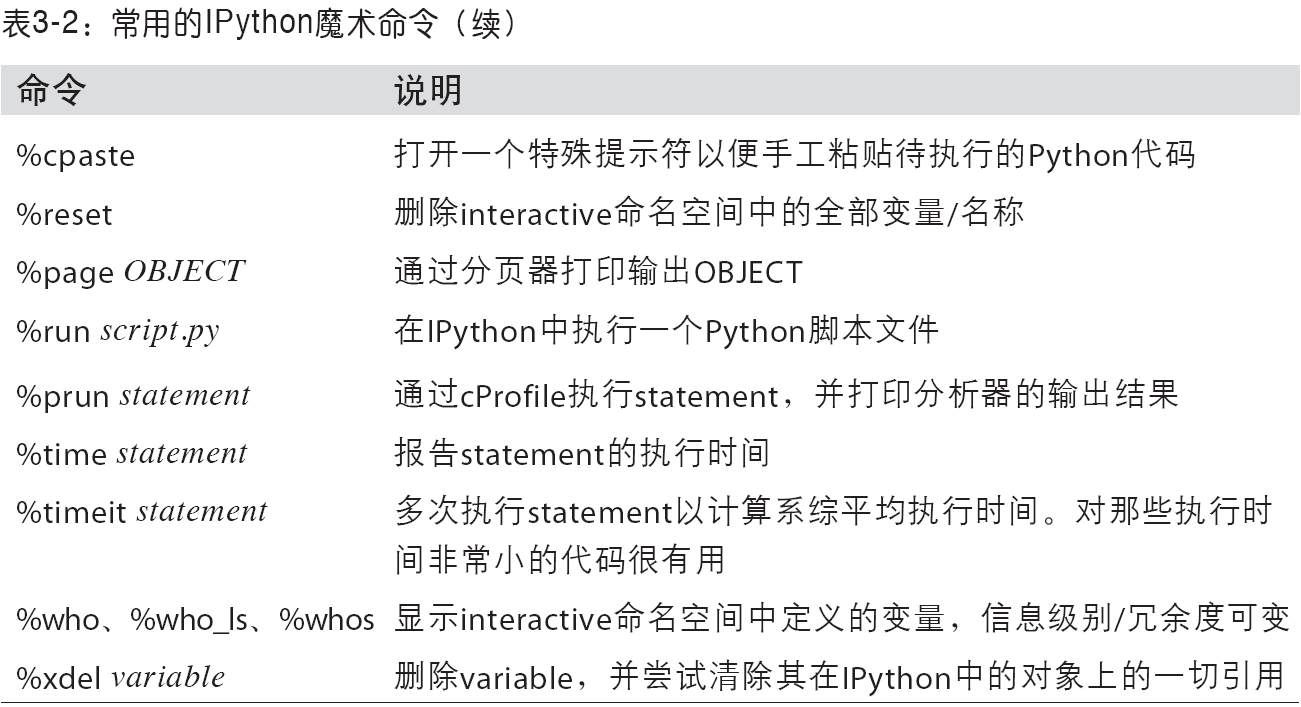 表3-2：常用的IPython魔术命令（续）
命令 说明
%cpaste 打开一个特殊提示符以便手工粘贴待执行的Python代码
%reset 删除interactive命名空间中的全部变量/名称
%page OBJECT 通过分页器打印输出OBJECT
%run script.py 在IPython中执行一个Python脚本文件
%prun statement 通过cProfile执行statement，并打印分析器的输出结果
%time statement 报告statement的执行时间
%timeit statement 多次执行statement以计算系综平均执行时间。对那些执行时
间非常小的代码很有用
%who、%who_ls、%whos 显示interactive命名空间中定义的变量，信息级别/冗余度可变
%xdel variable 删除variable，并尝试清除其在IPython中的对象上的一切引用